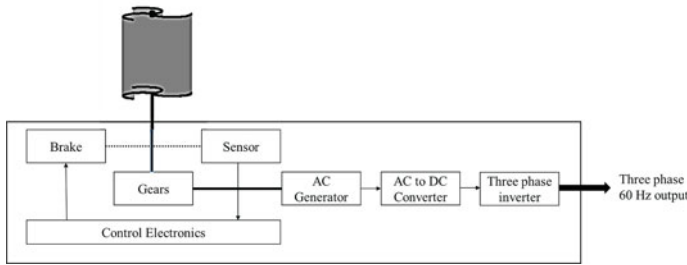 Brake
Sensor
Gears
AC
Generator
AC to DC
Converter
Three phase
inverter
Three phase
60 Hz output
Control Electronics